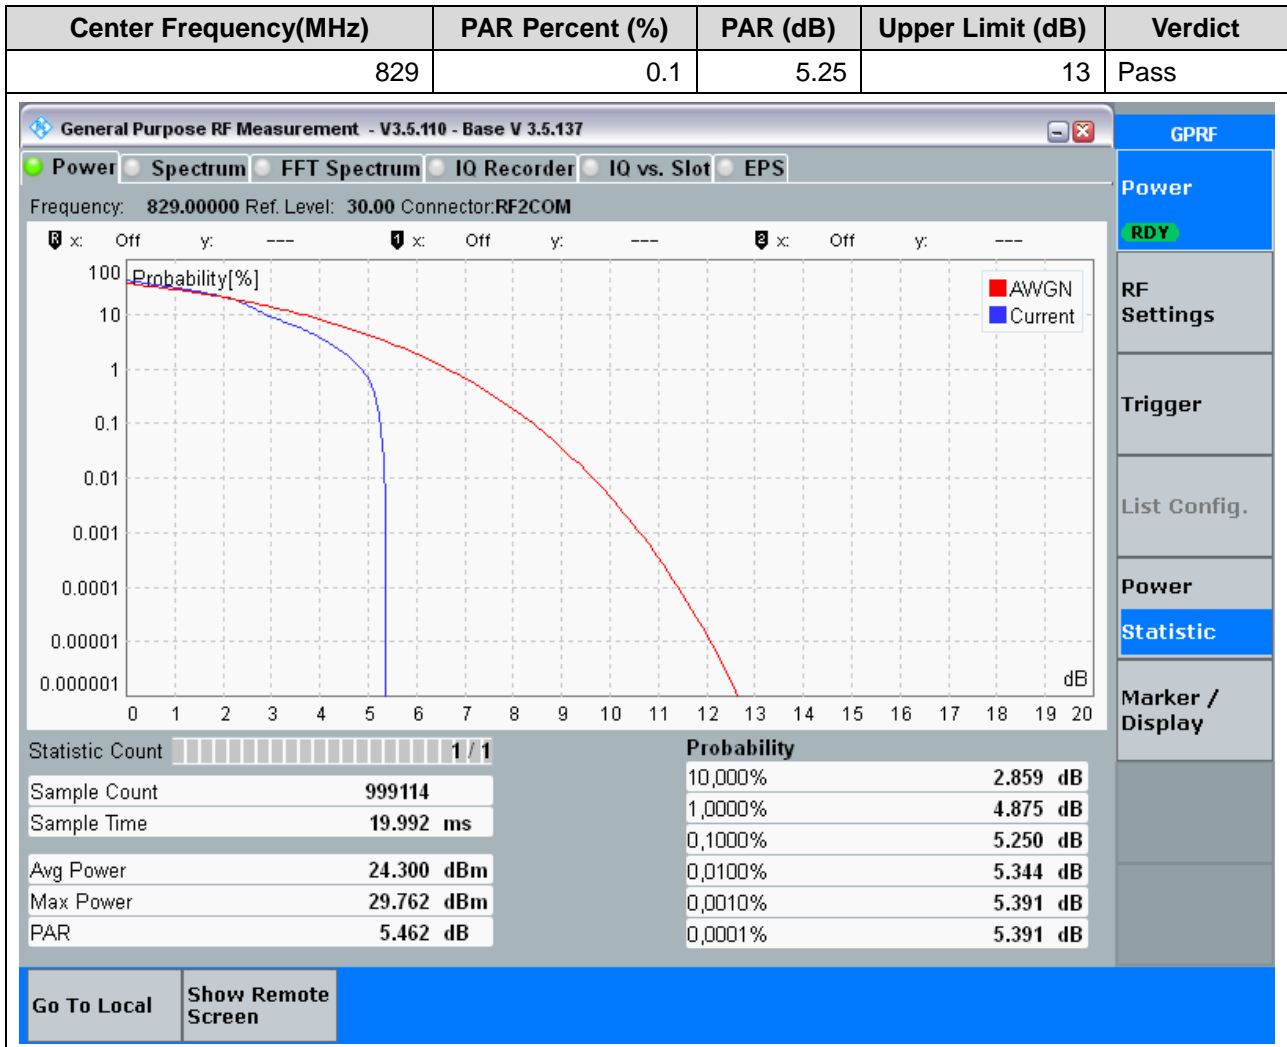 Center Frequency(MHz) PAR Percent (%) PAR (dB) Upper Limit (dB) Verdict
829 0.1 5.25 13 Pass
General Purpose RF Measurement - V3.5.110 - Base V 3.5.137
GPRF
Power Spectrum FFT Spectrum IQ Recorder IQ vs. Slot EPS
Frequency: 829.00000 Ref. Level: 30.00 Connector:RF2COM
R x: Off y: --- 1 x: Off y: --- 2 x: Off y: ---
Probability[%]
100
10
1
0.1
0.01
0.001
0.0001
0.00001
0.000001
AWGN
Current
dB
0 1 2 3 4 5 6 7 8 9 10 11 12 13 14 15 16 17 18 19 20
Statistic Count 1 / 1
Sample Count 999114
Sample Time 19.992 ms
Avg Power 24.300 dBm
Max Power 29.762 dBm
PAR 5.462 dB
Probability
10,000% 2.859 dB
1,0000% 4.875 dB
0,1000% 5.250 dB
0,0100% 5.344 dB
0,0010% 5.391 dB
0,0001% 5.391 dB
Power
RDY
RF
Settings
Trigger
List Config.
Power
Statistic
Marker /
Display
Go To Local
Show Remote
Screen